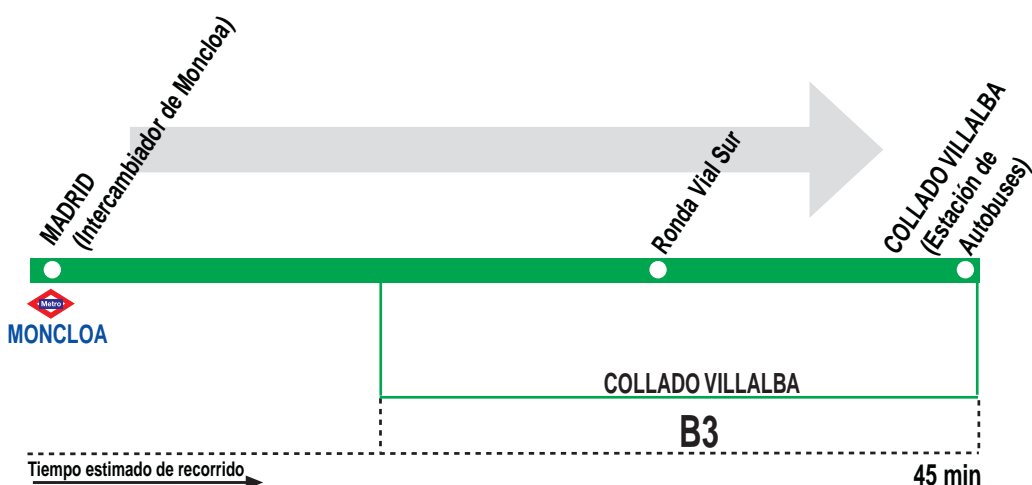 MADRID
(Intercambiador de Moncloa)
Ronda Vial Sur
COLLADO VILLALBA
(Estación de
Autobuses)
Metro
MONCLOA
COLLADO VILLALBA
B3
Tiempo estimado de recorrido
45 min